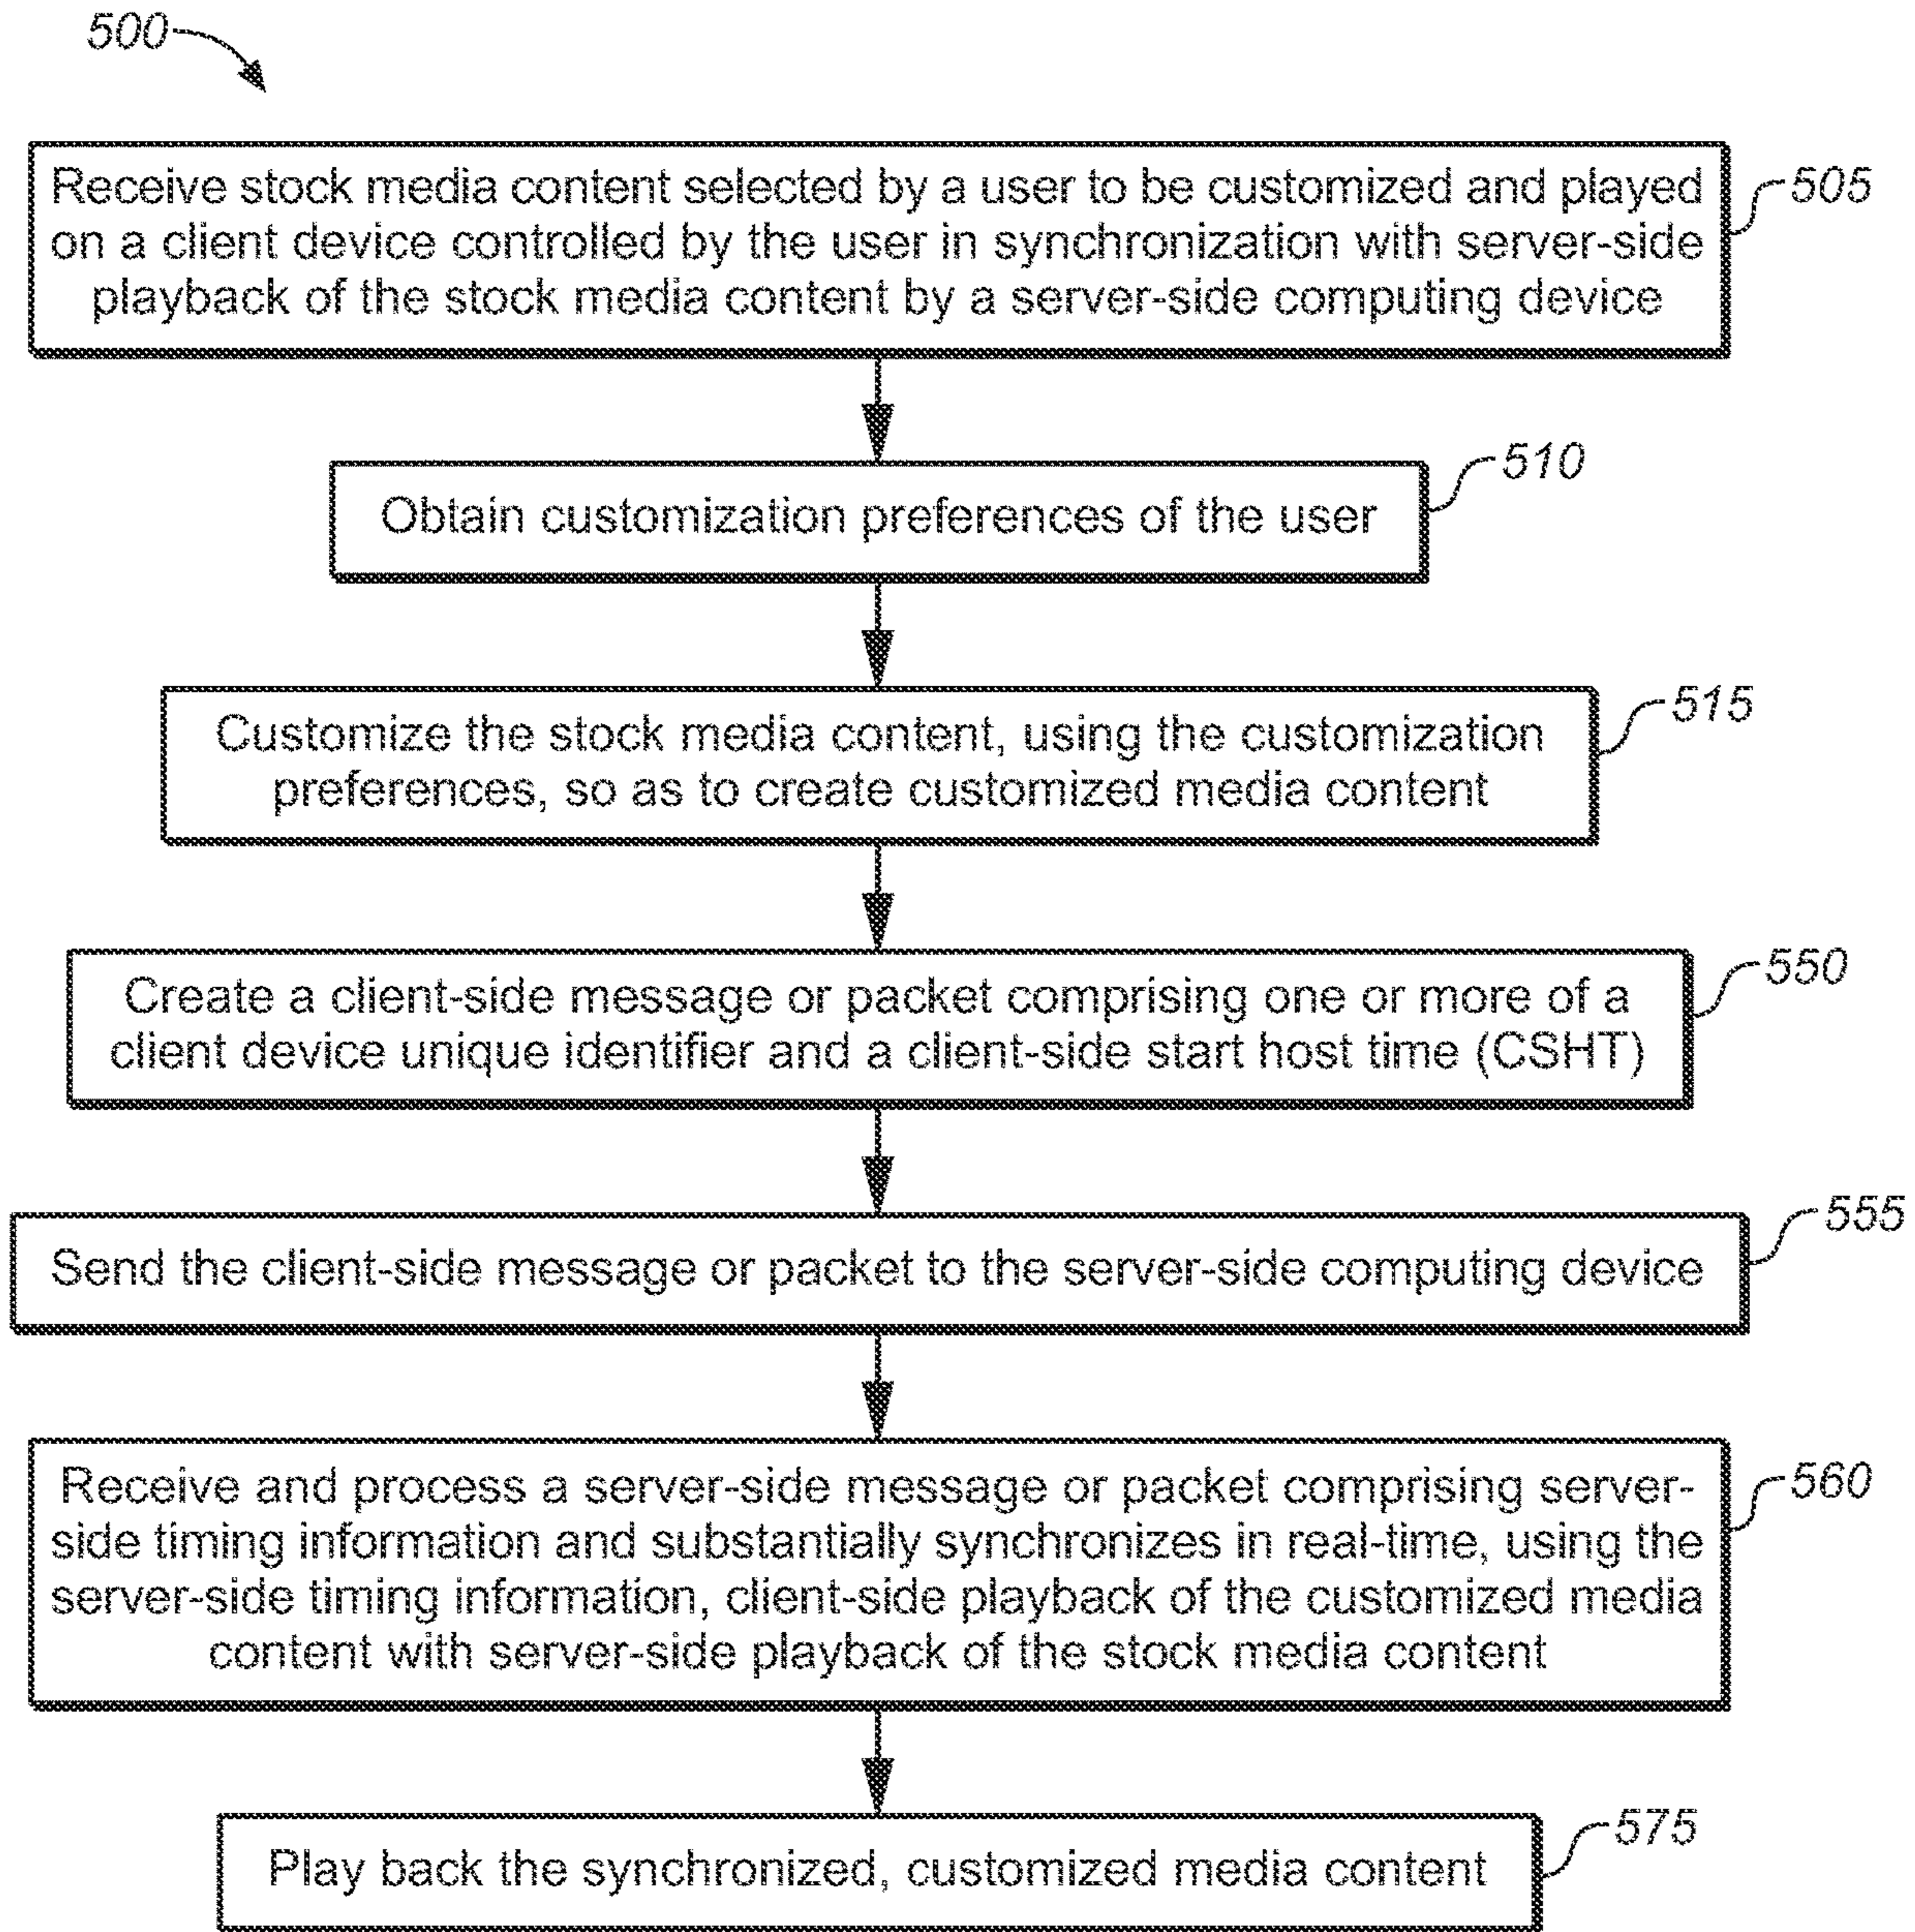 500
Receive stock media content selected by a user to be customized and played
on a client device controlled by the user in synchronization with server-side
playback of the stock media content by a server-side computing device
505
Obtain customization preferences of the user
510
Customize the stock media content, using the customization
preferences, so as to create customized media content
515
Create a client-side message or packet comprising one or more of a
client device unique identifier and a client-side start host time (CSHT)
550
Send the client-side message or packet to the server-side computing device
555
Receive and process a server-side message or packet comprising server-
side timing information and substantially synchronizes in real-time, using the
server-side timing information, client-side playback of the customized media
content with server-side playback of the stock media content
560
Play back the synchronized, customized media content
575